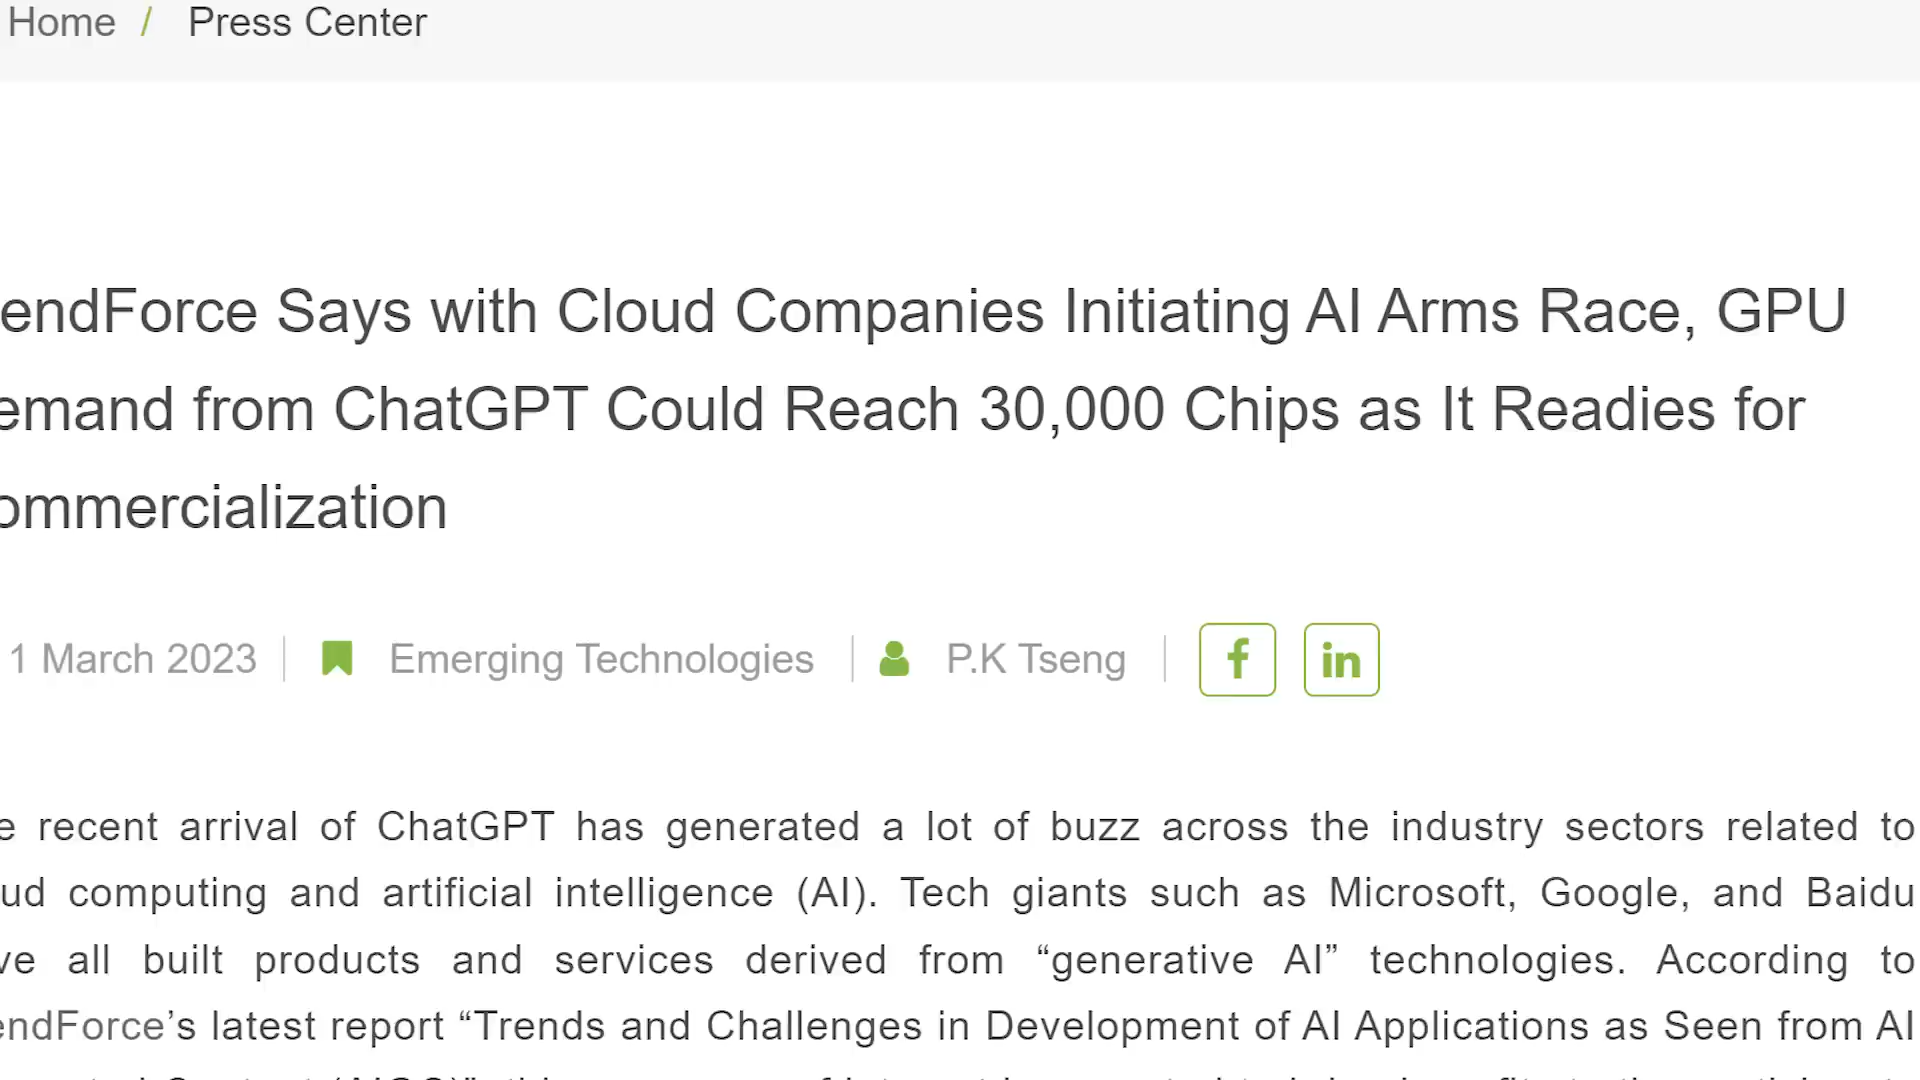 Home / Press Center
endForce Says with Cloud Companies Initiating AI Arms Race, GPU
emand from ChatGPT Could Reach 30,000 Chips as It Readies for
ommercialization
1 March 2023 Emerging Technologies P.K Tseng f in
e recent arrival of ChatGPT has generated a lot of buzz across the industry sectors related to
ud computing and artificial intelligence (AI). Tech giants such as Microsoft, Google, and Baidu
ve all built products and services derived from “generative AI” technologies. According to
endForce’s latest report “Trends and Challenges in Development of AI Applications as Seen from AI